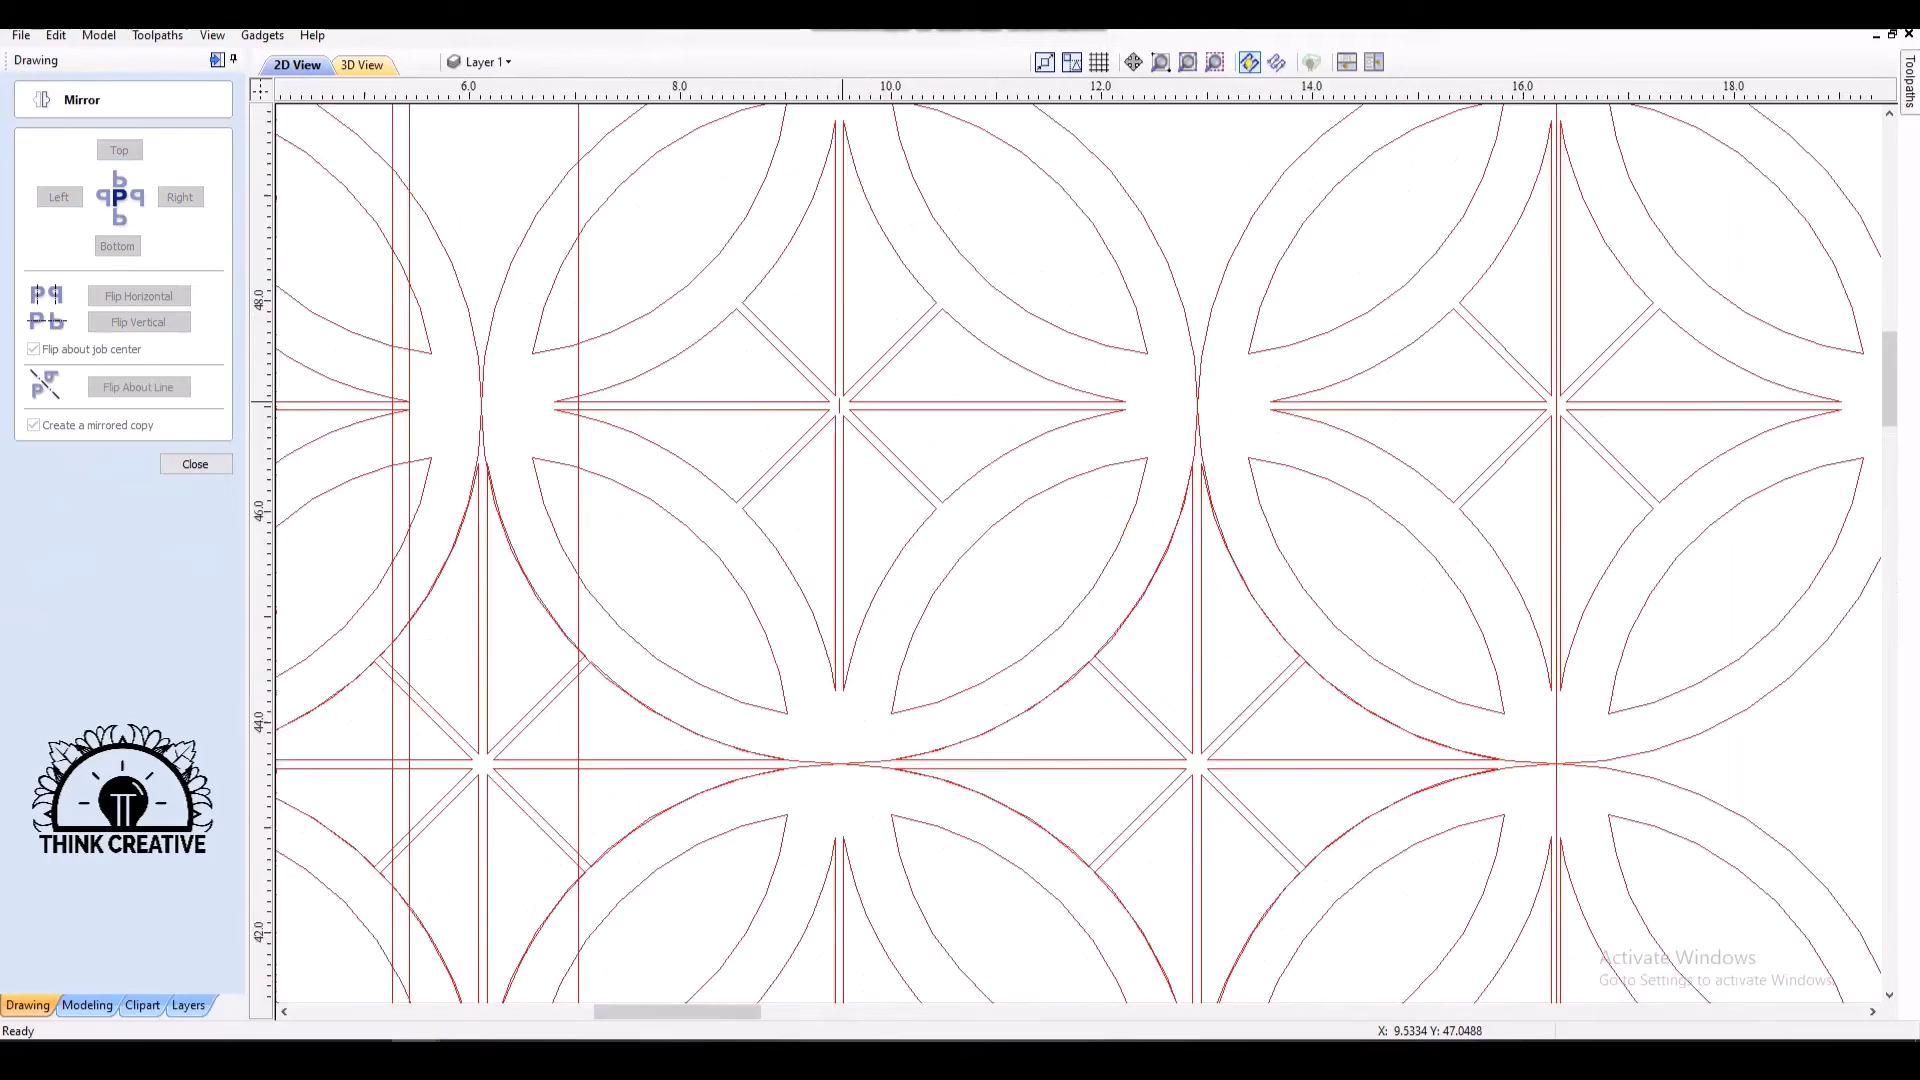 File Edit Model Toolpaths View Gadgets Help
Drawing
2D View 3D View Layer 1
Toolpaths
6.0 8.0 10.0 12.0 14.0 16.0 18.0
Mirror
Top
Left Right
Bottom
Flip Horizontal
Flip Vertical
Flip about job center
Flip About Line
Create a mirrored copy
Close
48.0
46.0
44.0
42.0
THINK CREATIVE
Activate Windows
Go to Settings to activate Windows.
Drawing Modeling Clipart Layers
Ready
X: 9.5334 Y: 47.0488